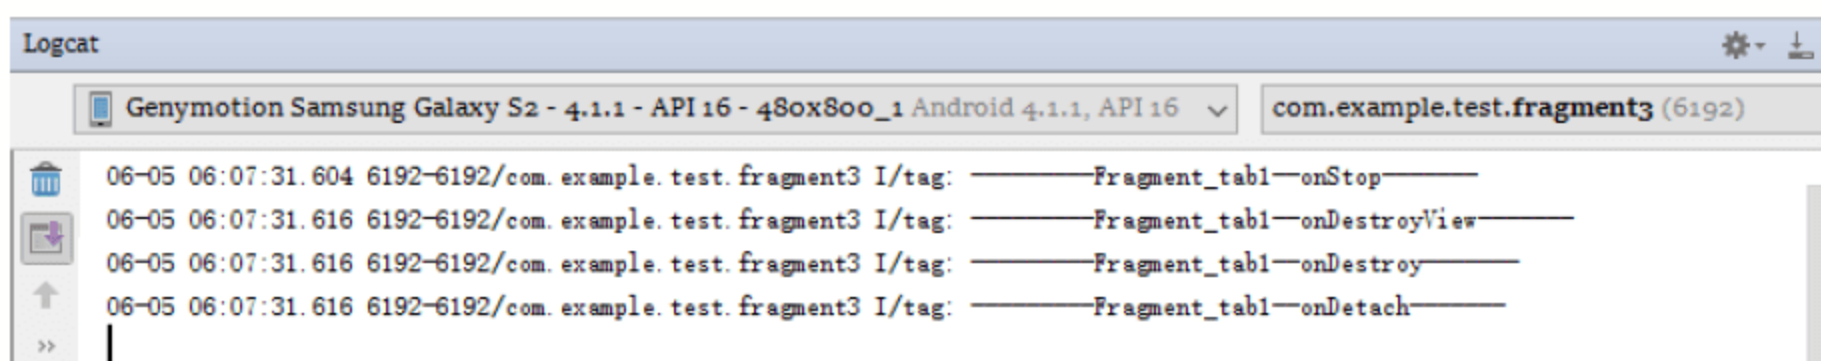 Logcat
Genymotion Samsung Galaxy S2 - 4.1.1 - API 16 - 480x800_1 Android 4.1.1, API 16 com.example.test.fragment3 (6192)
06-05 06:07:31.604 6192-6192/com.example.test.fragment3 I/tag: ─────────Fragment_tab1──onStop───────
06-05 06:07:31.616 6192-6192/com.example.test.fragment3 I/tag: ─────────Fragment_tab1──onDestroyView───────
06-05 06:07:31.616 6192-6192/com.example.test.fragment3 I/tag: ─────────Fragment_tab1──onDestroy───────
06-05 06:07:31.616 6192-6192/com.example.test.fragment3 I/tag: ─────────Fragment_tab1──onDetach───────